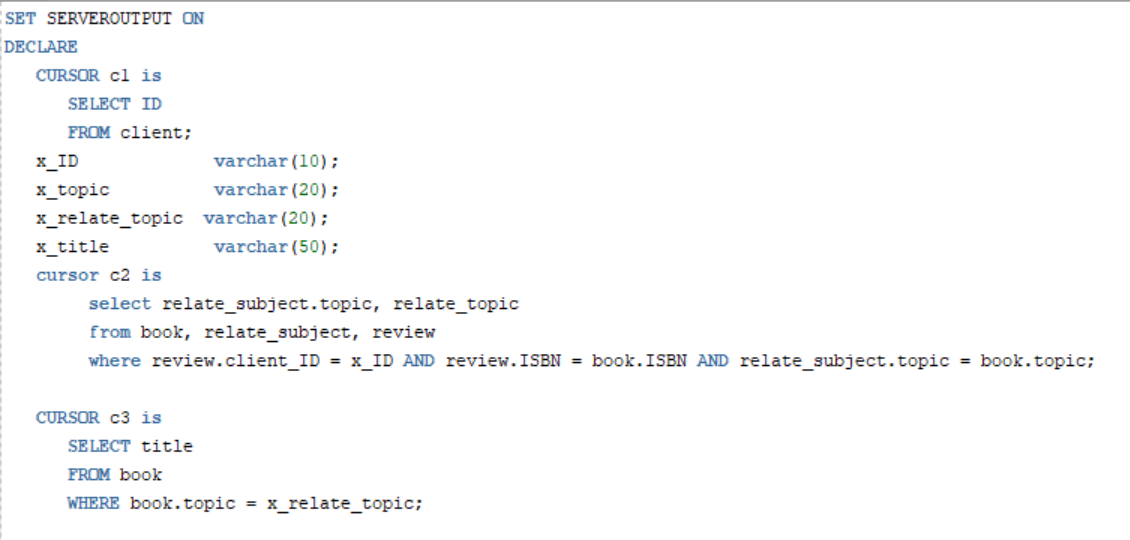 SET SERVEROUTPUT ON
DECLARE
CURSOR c1 is
SELECT ID
FROM client;
x_ID varchar(10);
x_topic varchar(20);
x_relate_topic varchar(20);
x_title varchar(50);
cursor c2 is
select relate_subject.topic, relate_topic
from book, relate_subject, review
where review.client_ID = x_ID AND review.ISBN = book.ISBN AND relate_subject.topic = book.topic;
CURSOR c3 is
SELECT title
FROM book
WHERE book.topic = x_relate_topic;